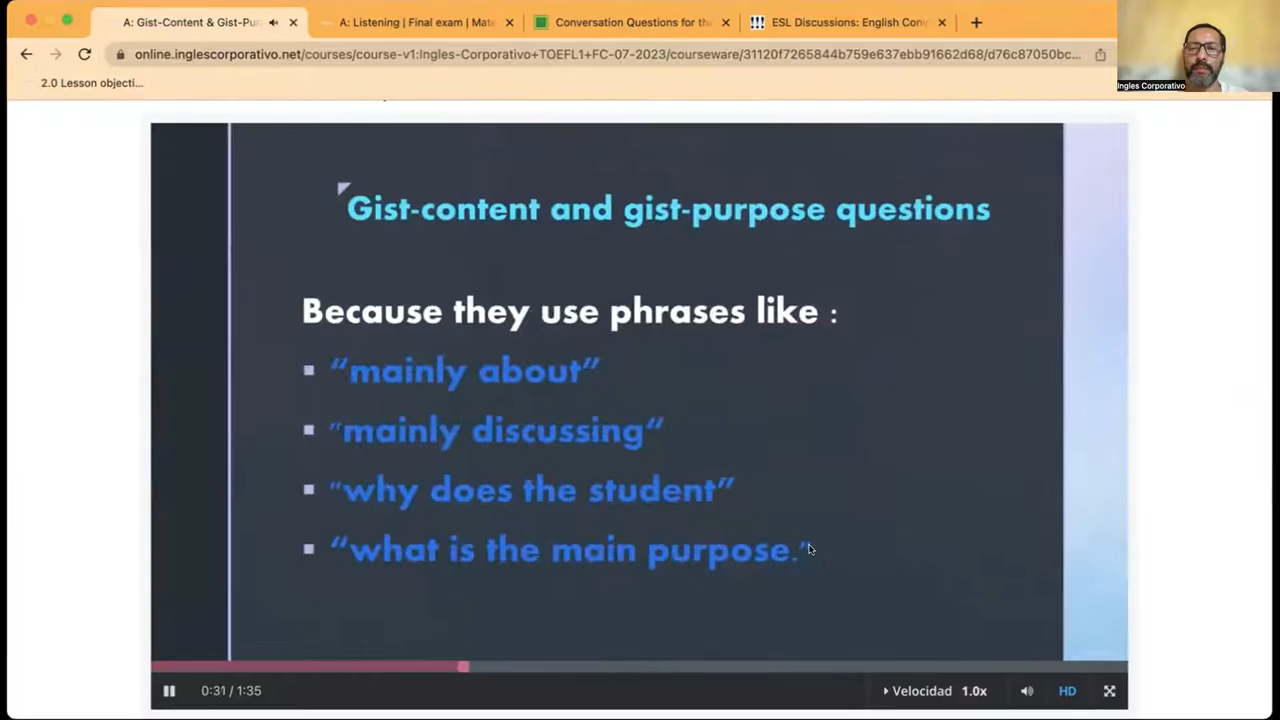 A: Gist-Content & Gist-Pur
A: Listening | Final exam | Mate
Conversation Questions for the
ESL Discussions: English Conv
online.inglescorporativo.net/courses/course-v1:Ingles-Corporativo+TOEFL1+FC-07-2023/courseware/31120f7265844b759e637ebb91662d68/d76c87050bc...
Ingles Corporativo
2.0 Lesson objecti...
Gist-content and gist-purpose questions
Because they use phrases like :
▪ “mainly about”
▪ "mainly discussing“
▪ "why does the student”
▪ “what is the main purpose.”
0:31 / 1:35
Velocidad 1.0x
HD